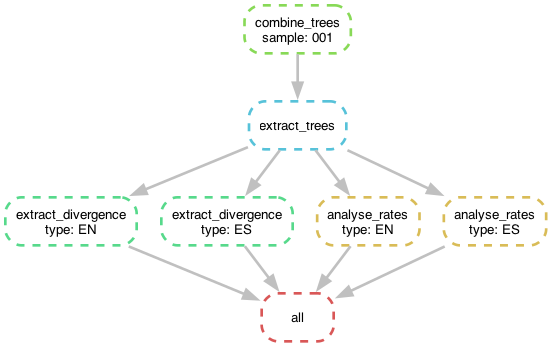 combine_trees
sample: 001
extract_trees
extract_divergence
type: EN
extract_divergence
type: ES
analyse_rates
type: EN
analyse_rates
type: ES
all